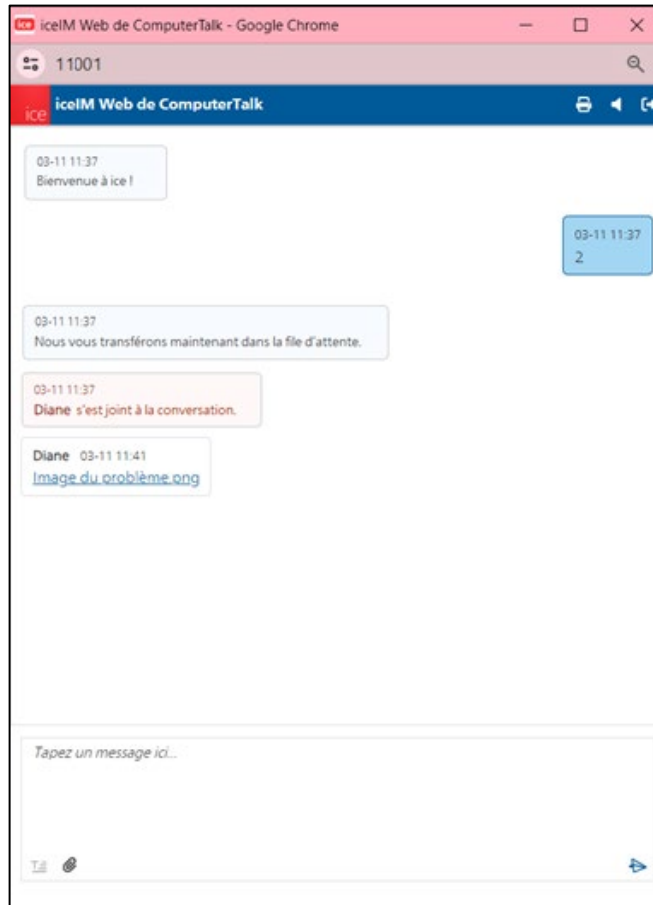 ice iceIM Web de ComputerTalk - Google Chrome
11001
ice iceIM Web de ComputerTalk
03-11 11:37
Bienvenue à ice !
03-11 11:37
2
03-11 11:37
Nous vous transférons maintenant dans la file d'attente.
03-11 11:37
Diane s'est joint à la conversation.
Diane 03-11 11:41
Image du problème.png
Tapez un message ici...